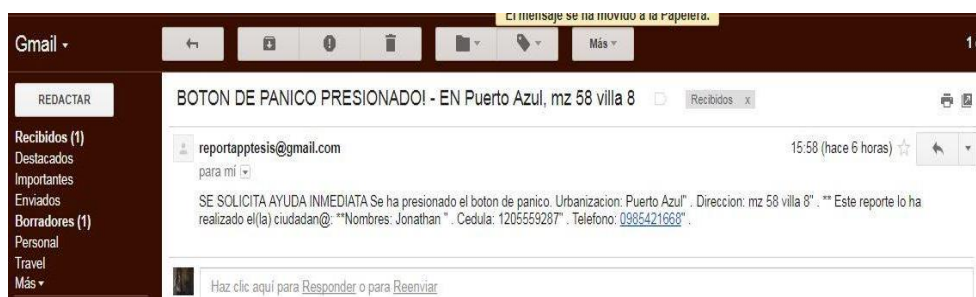 El mensaje se ha movido a la Papelera.
Gmail
Más
1
REDACTAR
BOTON DE PANICO PRESIONADO! - EN Puerto Azul, mz 58 villa 8
Recibidos x
Recibidos (1)
Destacados
Importantes
Enviados
Borradores (1)
Personal
Travel
Más
reportapptesis@gmail.com
15:58 (hace 6 horas)
para mí
SE SOLICITA AYUDA INMEDIATA Se ha presionado el boton de panico. Urbanizacion: Puerto Azul" . Direccion: mz 58 villa 8" . ** Este reporte lo ha
realizado el(la) ciudadan@: **Nombres: Jonathan " . Cedula: 1205559287" . Telefono: 0985421668" .
Haz clic aquí para Responder o para Reenviar